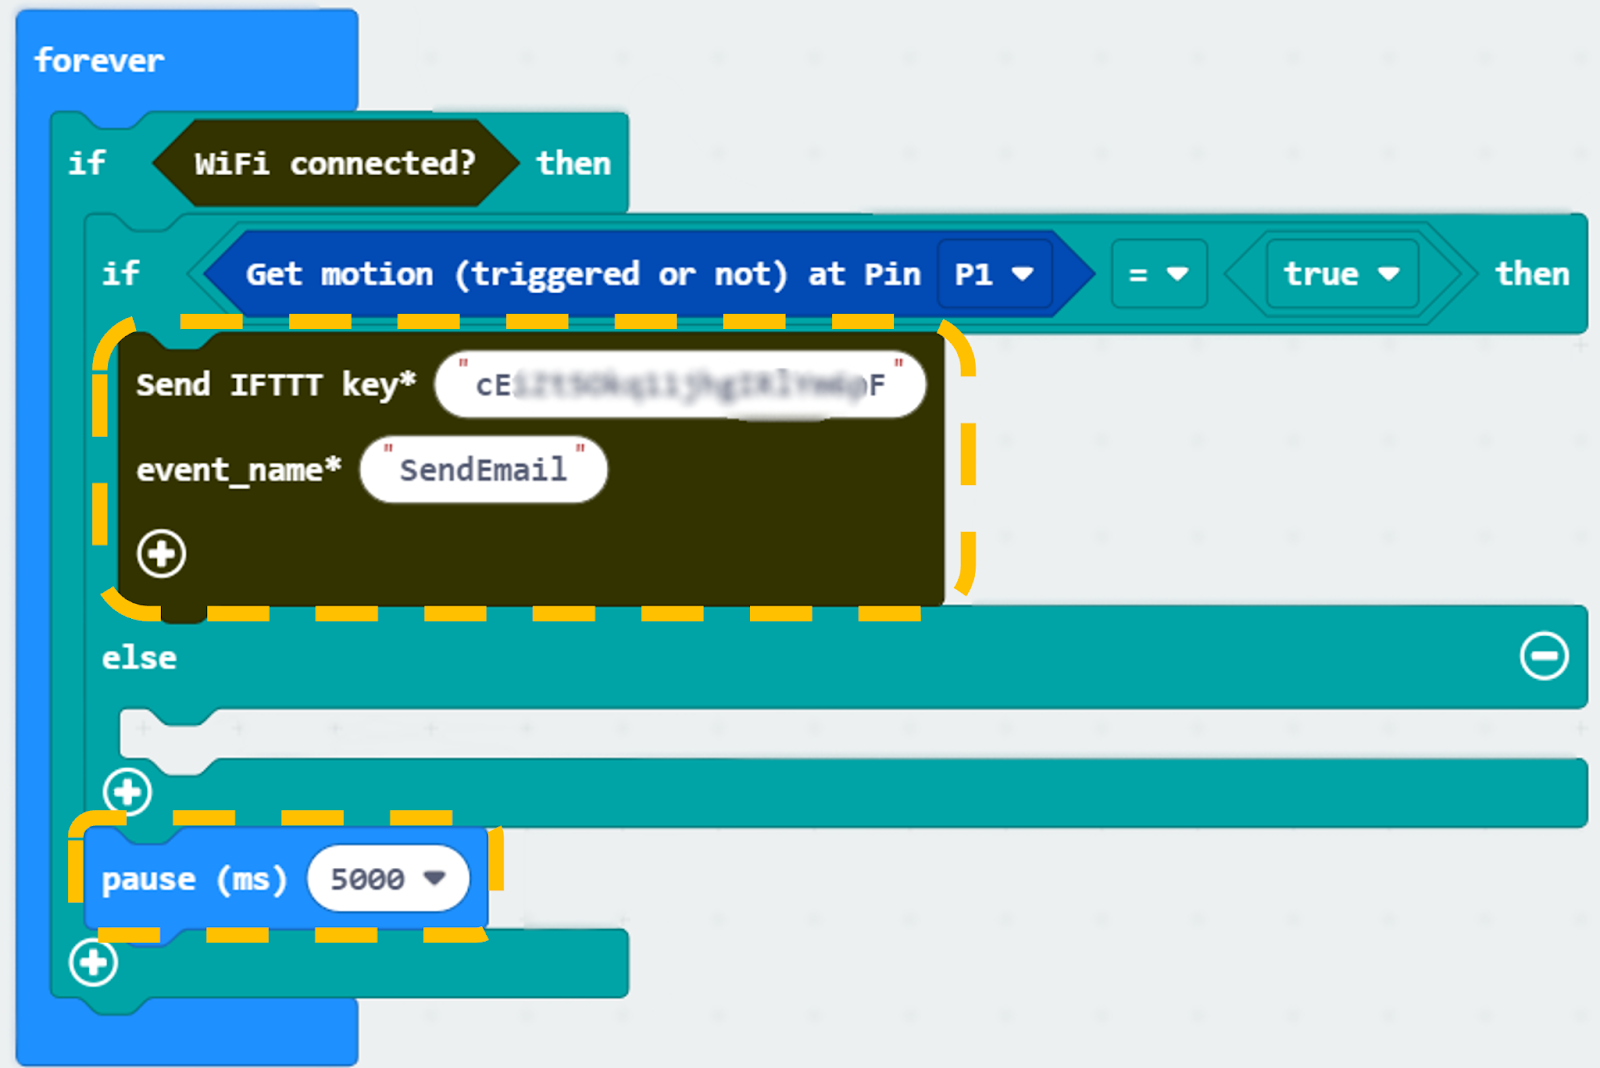 forever
if WiFi connected? then
if Get motion (triggered or not) at Pin P1 = true then
Send IFTTT key* " cE F "
event_name* " SendEmail "
else
pause (ms) 5000